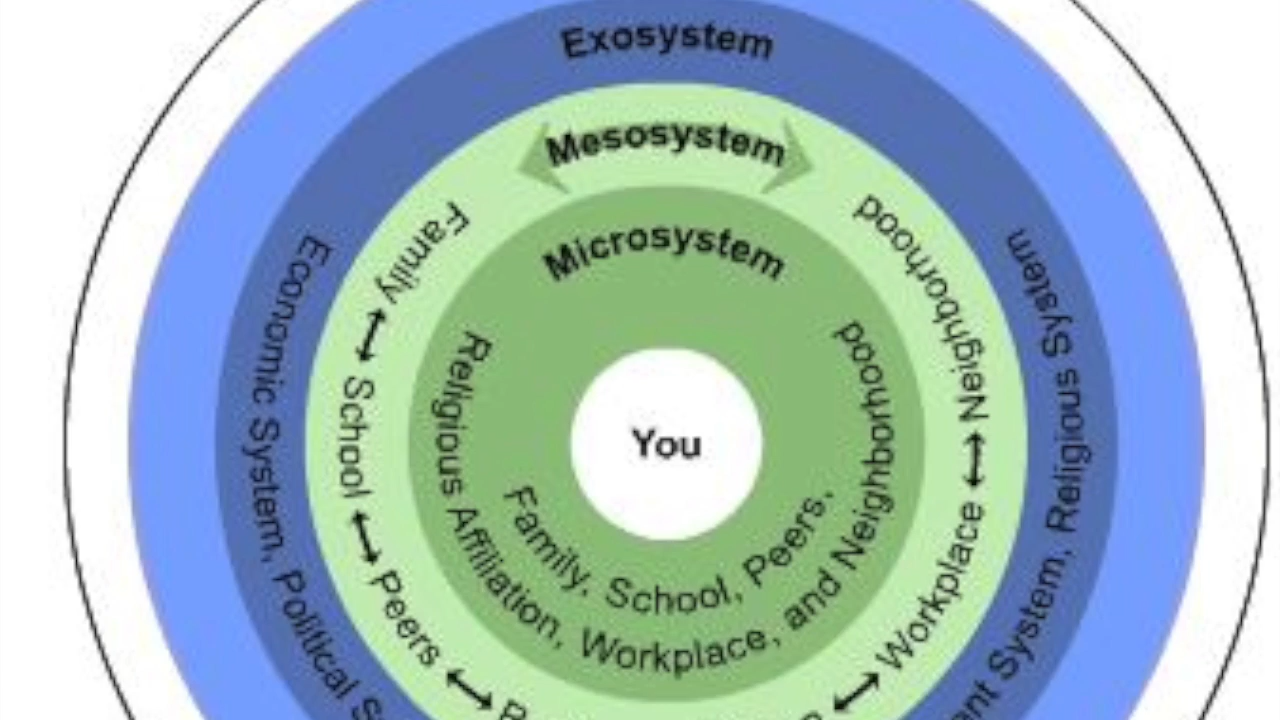 Exosystem
Mesosystem
Microsystem
You
Family, School, Peers,
Religious Affiliation, Workplace, and Neighborhood
Family ↔ School ↔ Peers ↔
↔ Workplace ↔ Neighborhood
Economic System, Political
System, Religious System